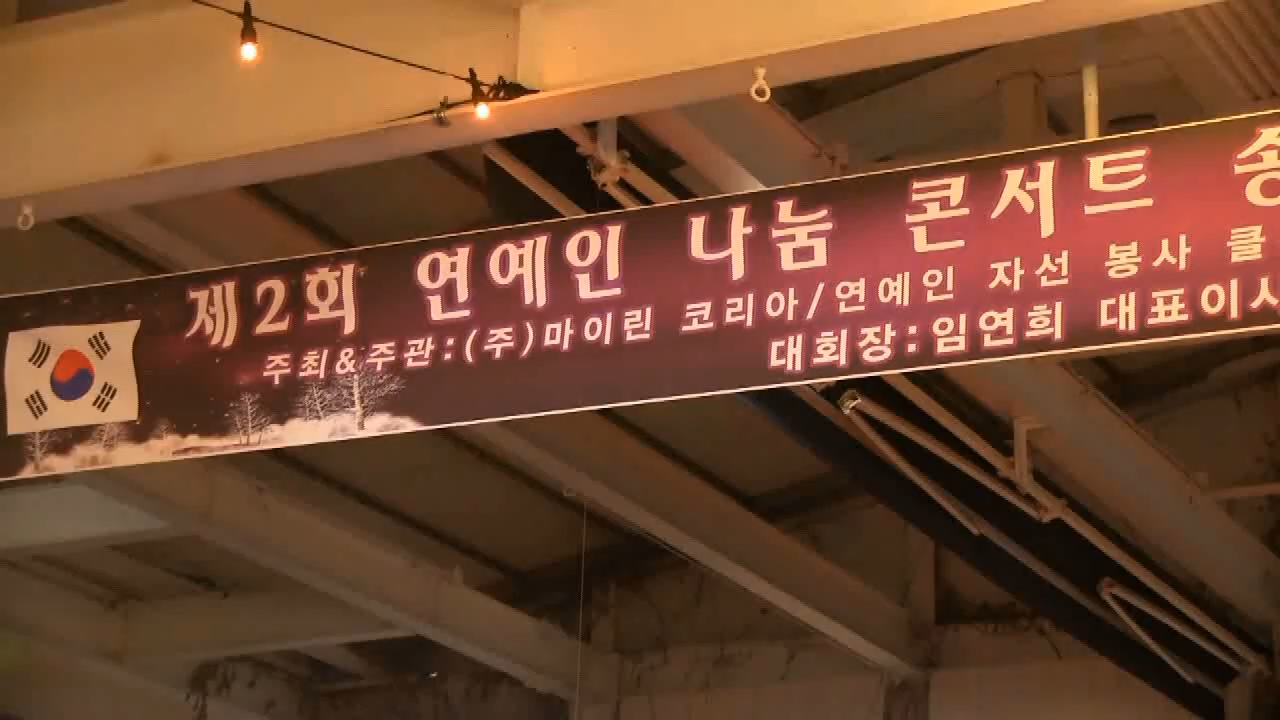 제2회 연예인 나눔 콘서트 송
주최&주관:(주)마이린 코리아/연예인 자선 봉사 클
대회장:임연희 대표이사